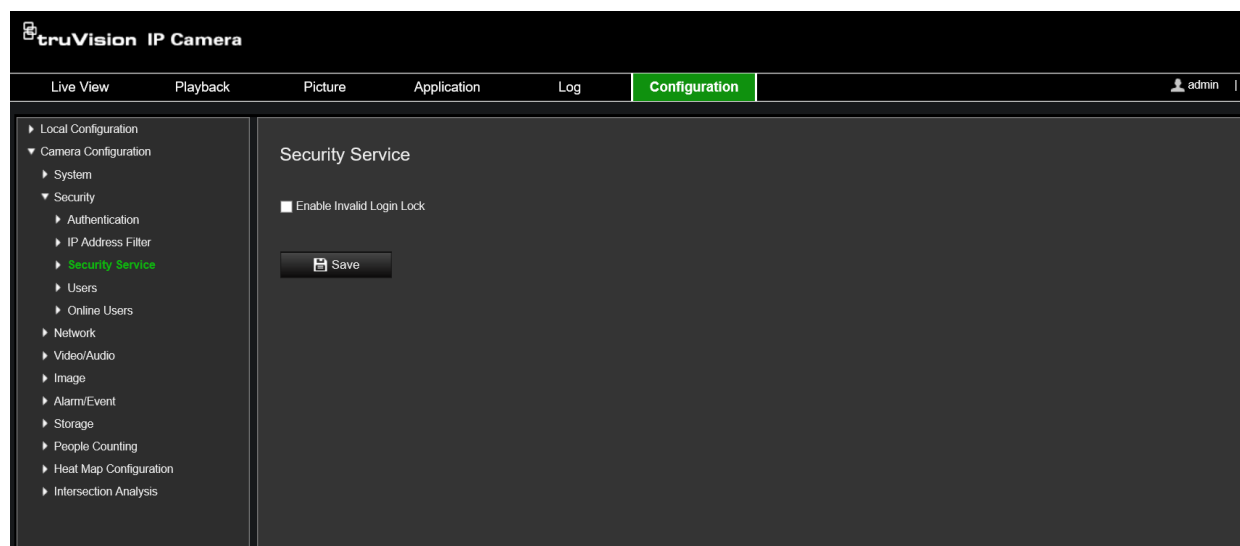 truVision IP Camera
Live View Playback Picture Application Log Configuration admin |
Local Configuration
Camera Configuration
System
Security
Authentication
IP Address Filter
Security Service
Users
Online Users
Network
Video/Audio
Image
Alarm/Event
Storage
People Counting
Heat Map Configuration
Intersection Analysis
Security Service
Enable Invalid Login Lock
Save